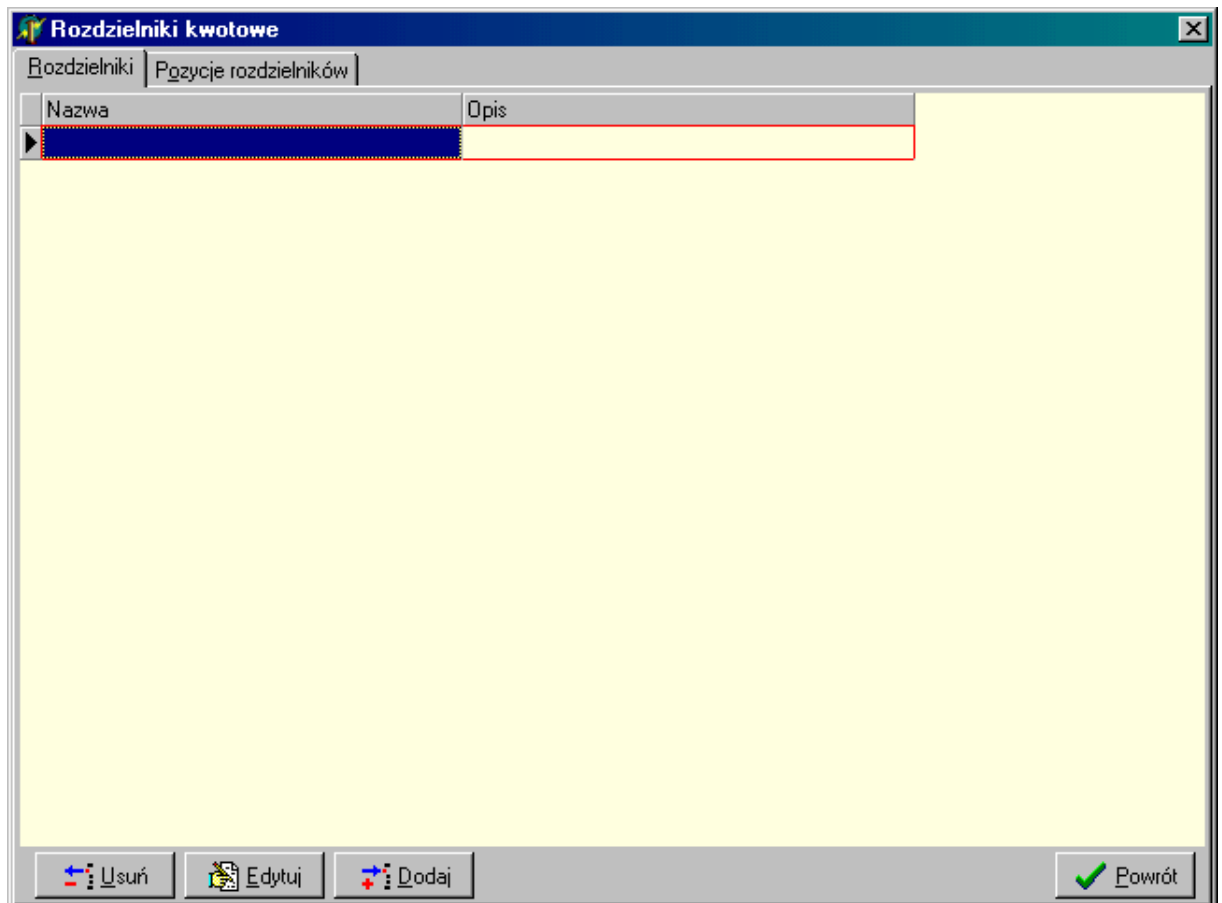 Rozdzielniki kwotowe
Rozdzielniki Pozycje rozdzielników
Nazwa Opis
Usuń Edytuj Dodaj Powrót